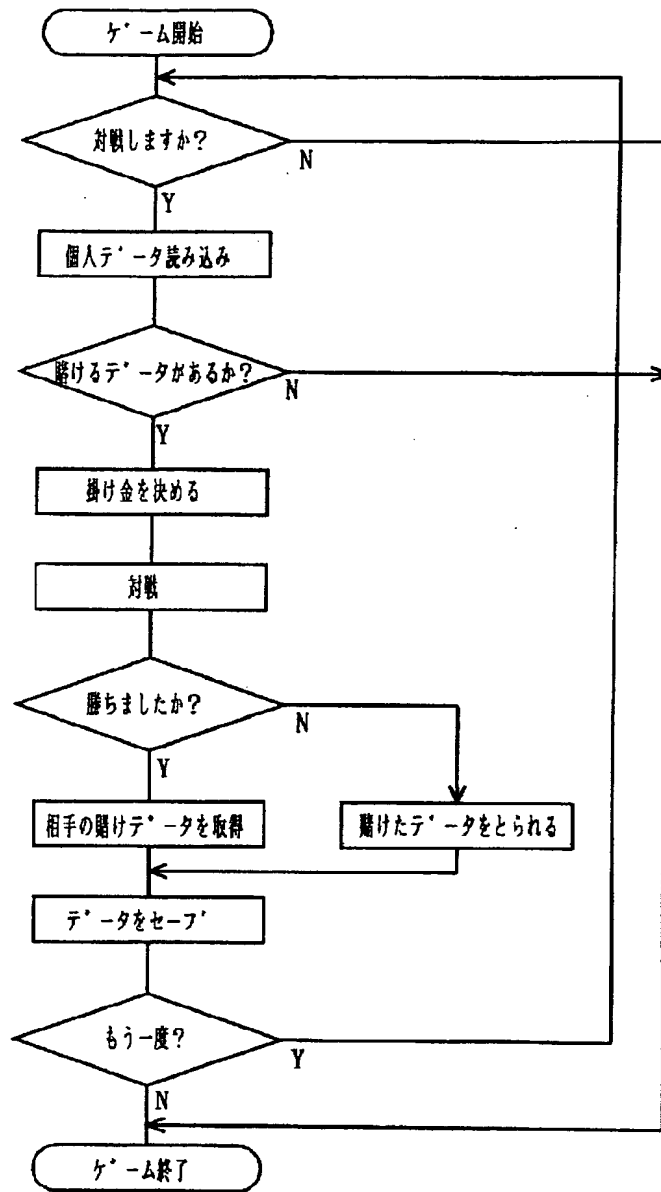 ゲーム開始
対戦しますか?
N
Y
個人データ読み込み
賭けるデータがあるか?
N
Y
掛け金を決める
対戦
勝ちましたか?
N
Y
相手の賭けデータを取得
賭けたデータをとられる
データをセーブ
もう一度?
Y
N
ゲーム終了